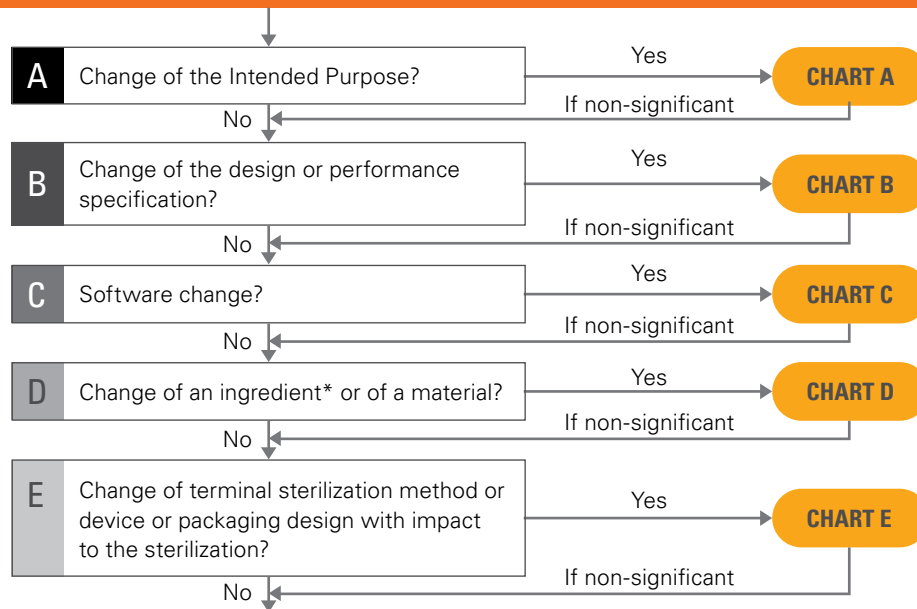 A
Change of the Intended Purpose?
Yes
CHART A
If non-significant
No
B
Change of the design or performance
specification?
Yes
CHART B
If non-significant
No
C
Software change?
Yes
CHART C
If non-significant
No
D
Change of an ingredient* or of a material?
Yes
CHART D
If non-significant
No
E
Change of terminal sterilization method or
device or packaging design with impact
to the sterilization?
Yes
CHART E
If non-significant
No